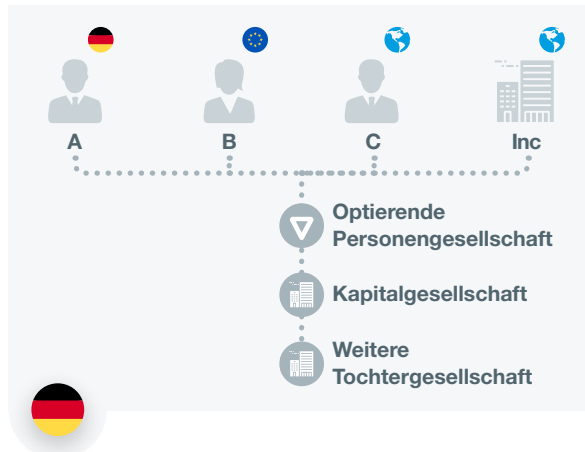 A
B
C
Inc
Optierende
Personengesellschaft
Kapitalgesellschaft
Weitere
Tochtergesellschaft